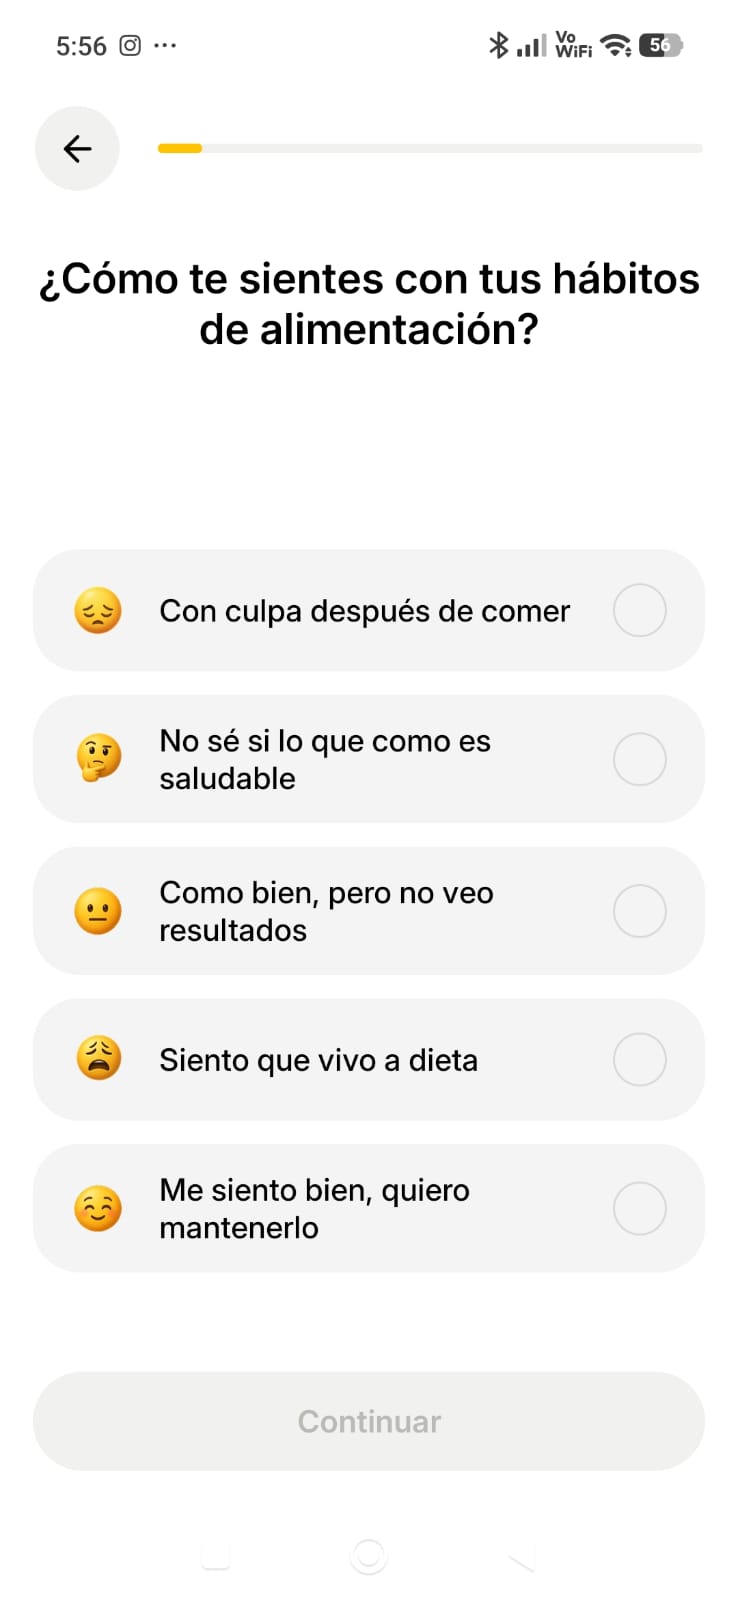 5:56
Vo
WiFi
56
¿Cómo te sientes con tus hábitos
de alimentación?
Con culpa después de comer
No sé si lo que como es
saludable
Como bien, pero no veo
resultados
Siento que vivo a dieta
Me siento bien, quiero
mantenerlo
Continuar